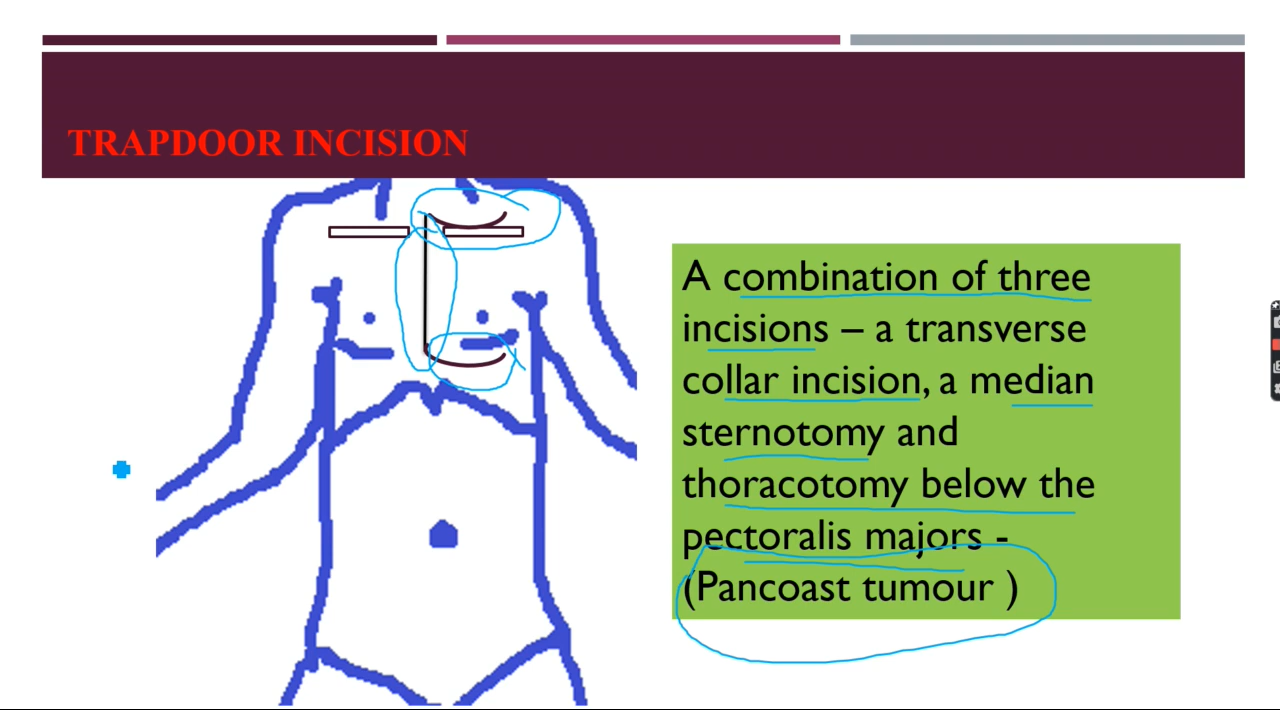 TRAPDOOR INCISION
A combination of three
incisions – a transverse
collar incision, a median
sternotomy and
thoracotomy below the
pectoralis majors -
(Pancoast tumour )